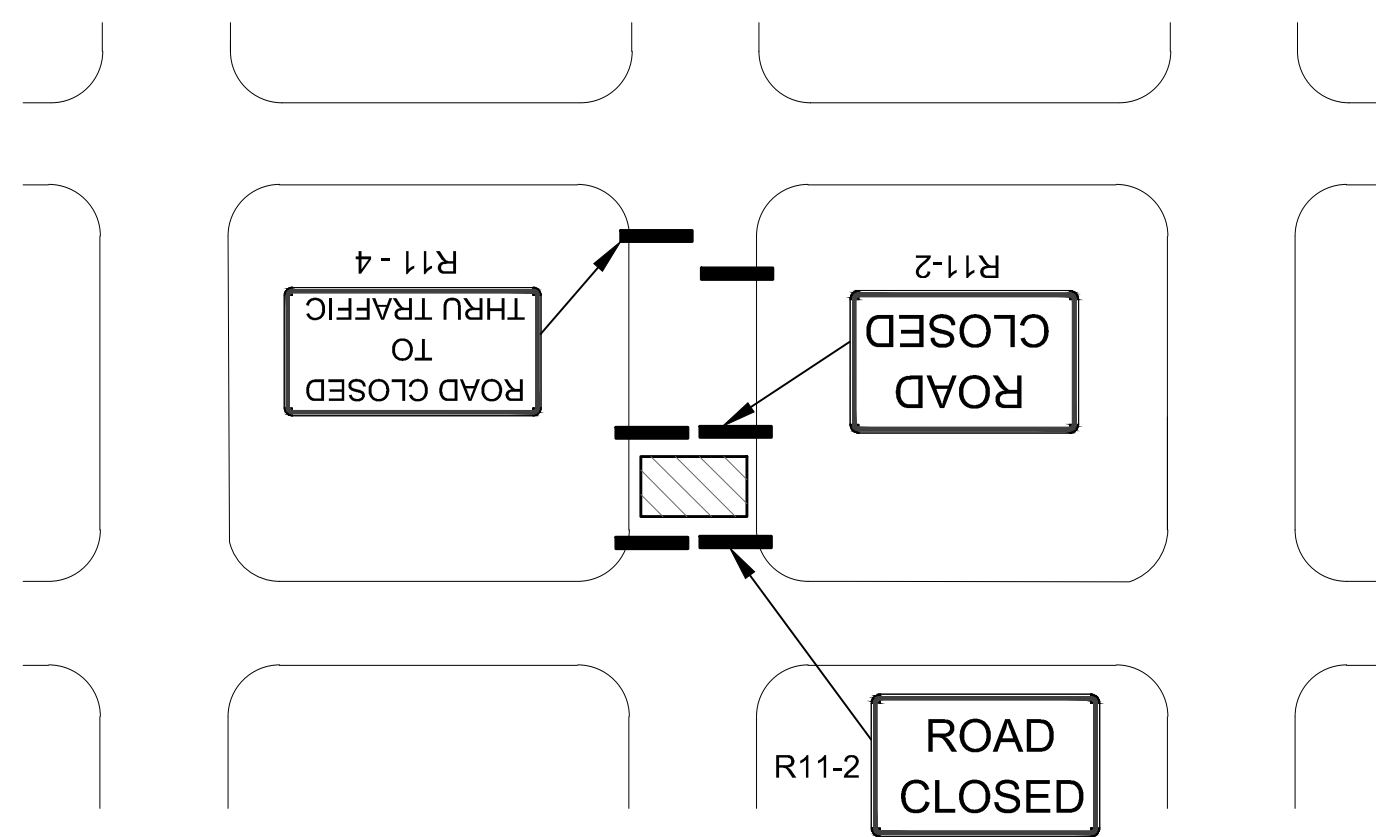 R11 - 4
ROAD CLOSED
TO
THRU TRAFFIC
R11-2
ROAD
CLOSED
R11-2
ROAD
CLOSED